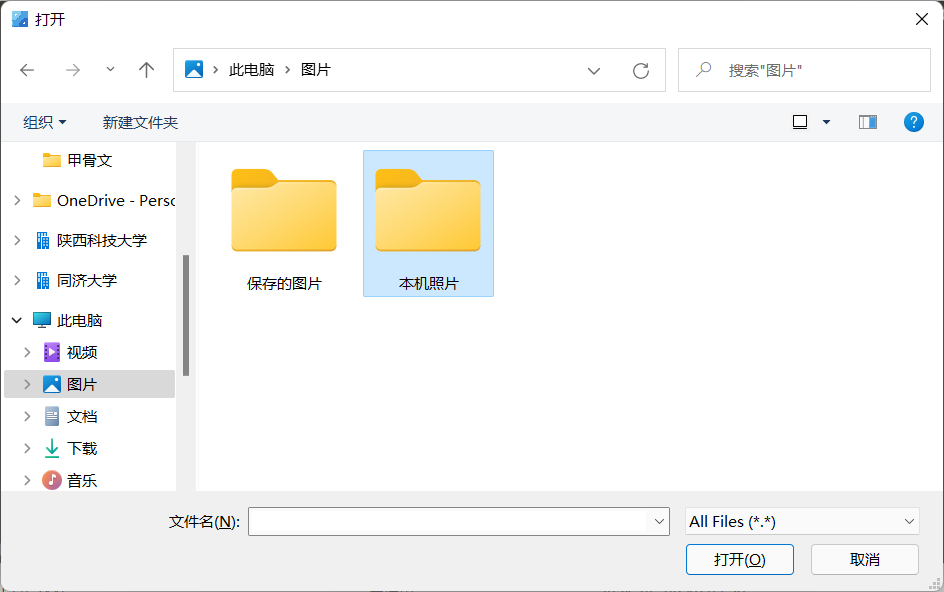 打开
此电脑 › 图片
搜索"图片"
组织
新建文件夹
甲骨文
OneDrive - Perso
陕西科技大学
同济大学
此电脑
视频
图片
文档
下载
音乐
保存的图片
本机照片
文件名(N):
All Files (*.*)
打开(O)
取消